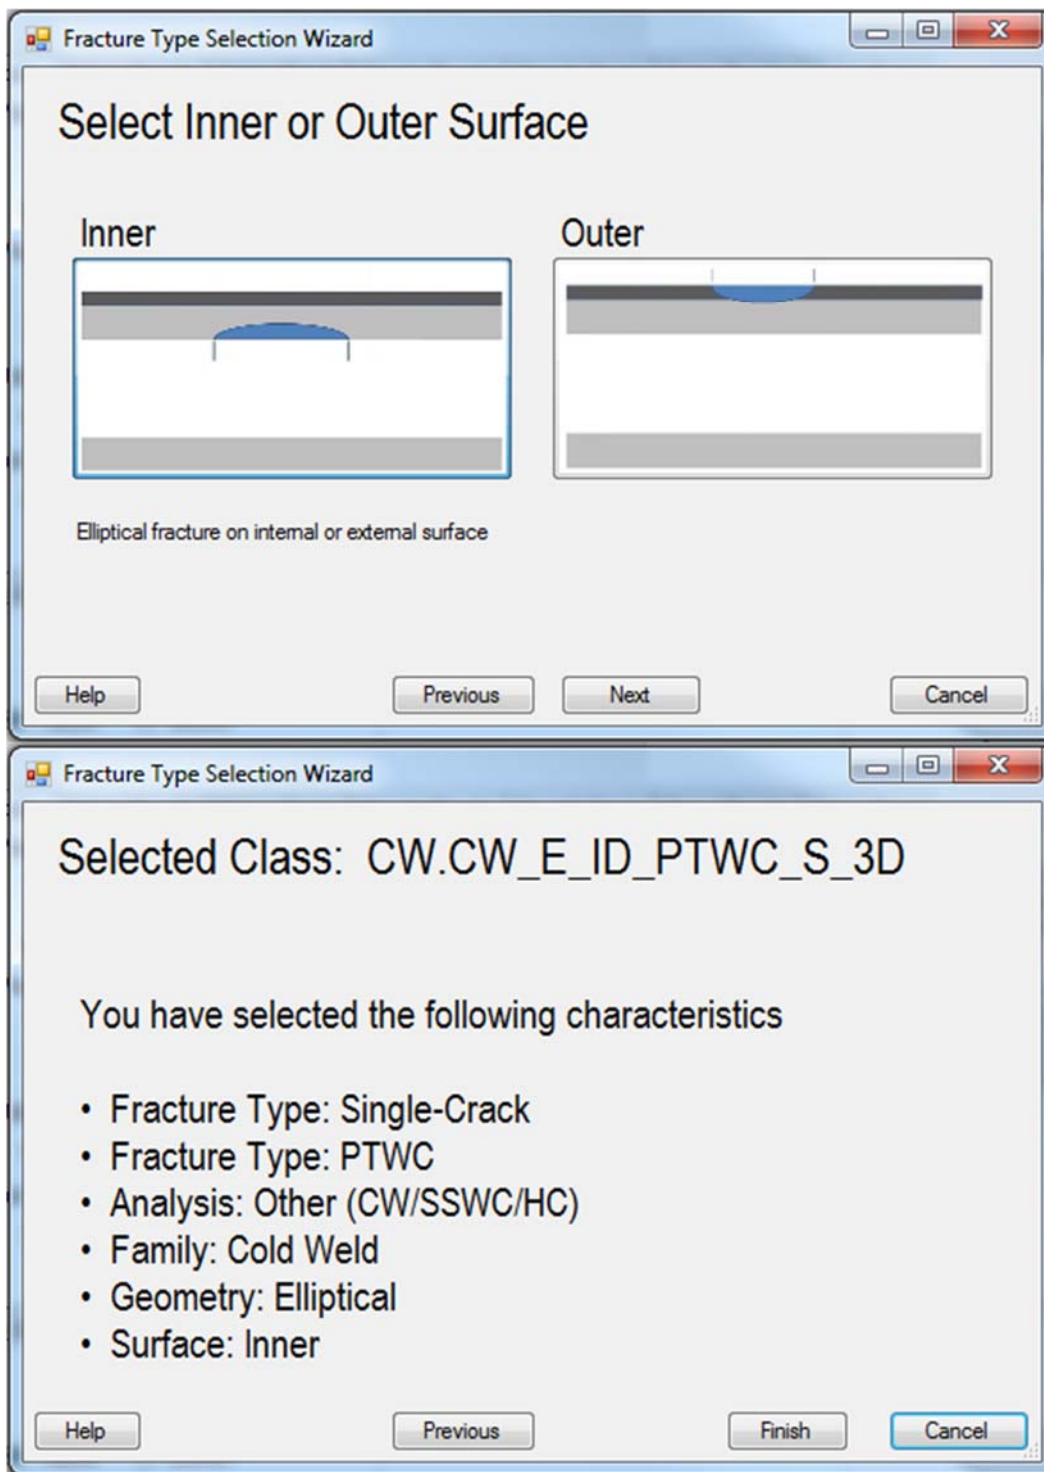 Fracture Type Selection Wizard
Select Inner or Outer Surface
Inner
Outer
Elliptical fracture on internal or external surface
Help
Previous
Next
Cancel
Fracture Type Selection Wizard
Selected Class: CW.CW_E_ID_PTWC_S_3D
You have selected the following characteristics
• Fracture Type: Single-Crack
• Fracture Type: PTWC
• Analysis: Other (CW/SSWC/HC)
• Family: Cold Weld
• Geometry: Elliptical
• Surface: Inner
Help
Previous
Finish
Cancel